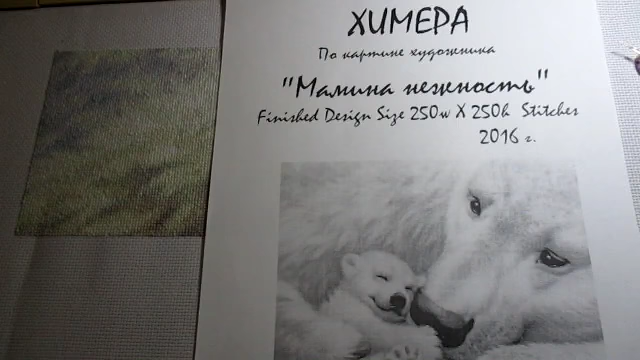 ХИМЕРА
По картине художника
"Мамина нежность"
Finished Design Size 250w X 250h Stitches
2016 г.